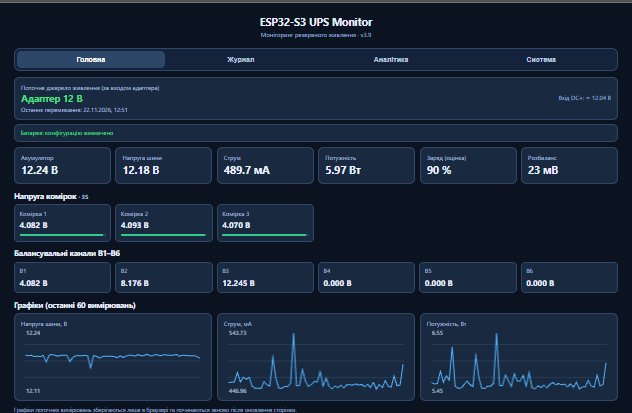 ESP32-S3 UPS Monitor
Моніторинг резервного живлення · v3.9
Головна Журнал Аналітика Система
Поточне джерело живлення (за входом адаптера)
Адаптер 12 В
Останнє перемикання: 22.11.2026, 12:51
Вхід DC+: ≈ 12.04 В
Батарея: конфігурацію визначено
Акумулятор Напруга шини Струм Потужність Заряд (оцінка) Розбаланс
12.24 В 12.18 В 489.7 мА 5.97 Вт 90 % 23 мВ
Напруга комірок · 3S
Комірка 1 Комірка 2 Комірка 3
4.082 В 4.093 В 4.070 В
Балансувальні канали B1–B6
B1 B2 B3 B4 B5 B6
4.082 В 8.176 В 12.245 В 0.000 В 0.000 В 0.000 В
Графіки (останні 60 вимірювань)
Напруга шини, В Струм, мА Потужність, Вт
12.24 543.73 6.55
12.11 446.96 5.45
Графіки поточних вимірювань зберігаються лише в браузері та починаються заново після оновлення сторінки.